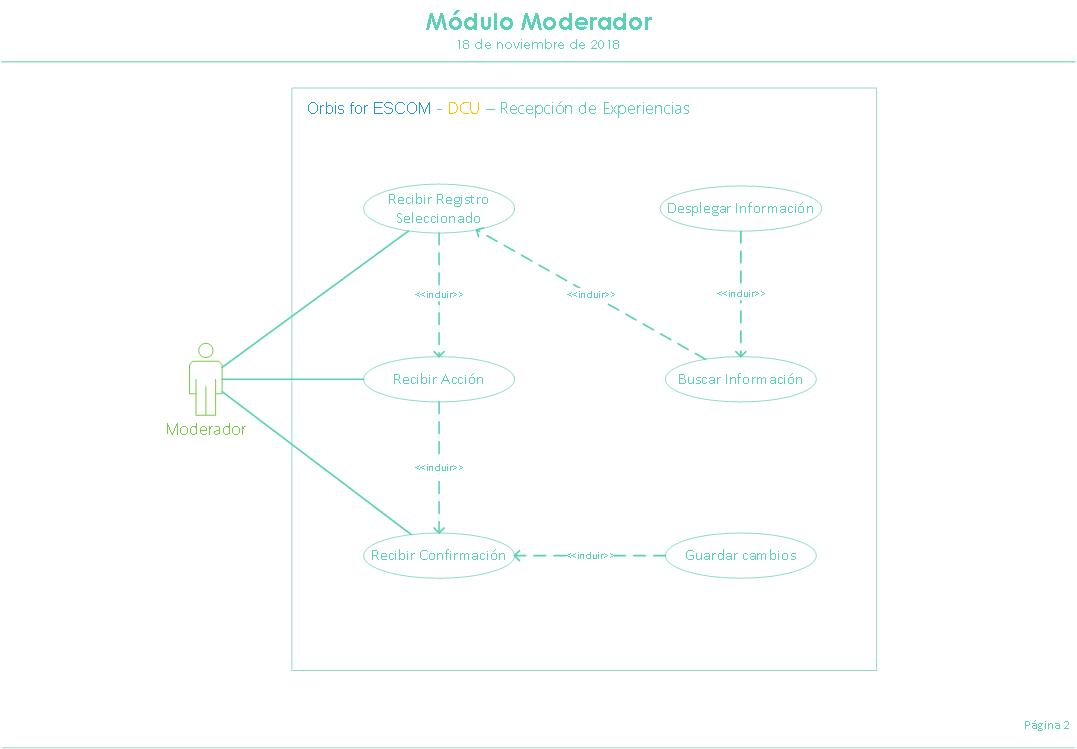 Módulo Moderador
18 de noviembre de 2018
Orbis for ESCOM - DCU – Recepción de Experiencias
Recibir Registro
Seleccionado
Desplegar Información
<<incluir>>
<<incluir>>
<<incluir>>
Recibir Acción
Buscar Información
Moderador
<<incluir>>
Recibir Confirmación
<<incluir>>
Guardar cambios
Página 2